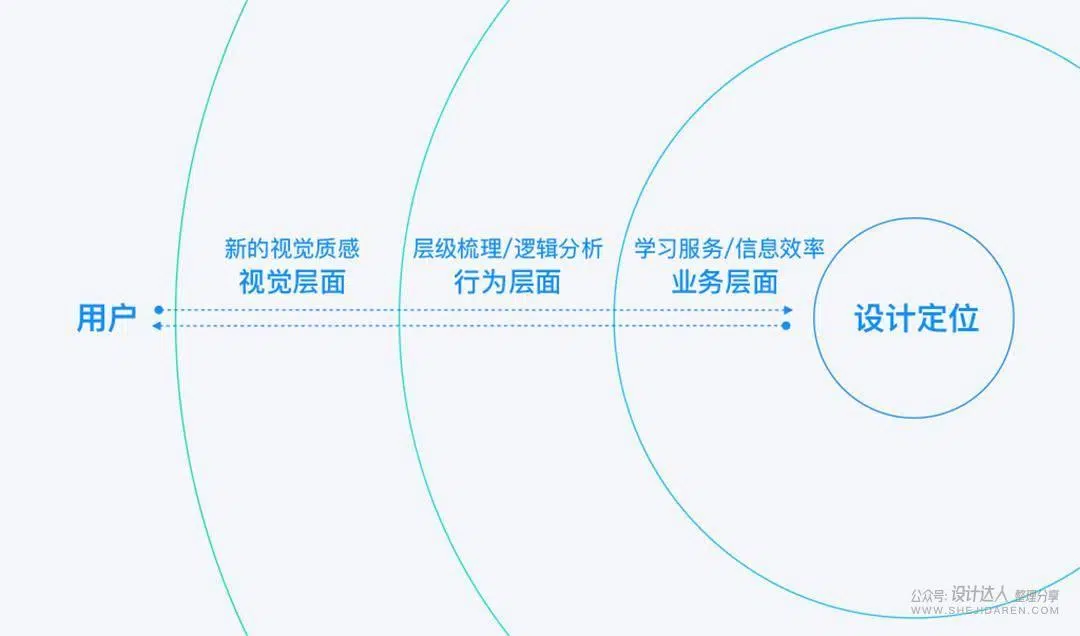 新的视觉质感
视觉层面
层级梳理/逻辑分析
行为层面
学习服务/信息效率
业务层面
用户
设计定位
公众号: 设计达人 整理分享
WWW.SHEJIDAREN.COM